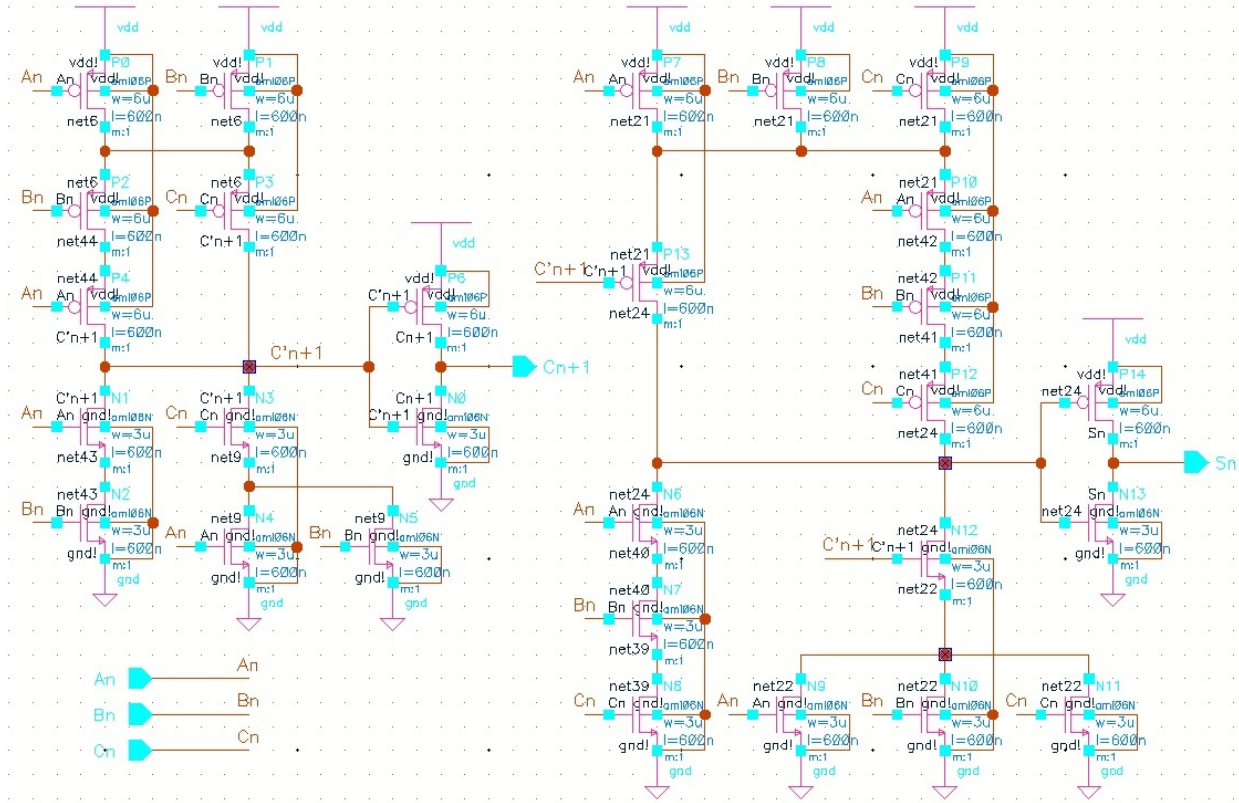 vdd vdd vdd vdd vdd
vdd! P0 vdd! P1 vdd! P7 vdd! P8 vdd! P9
An An vdd! ami06P Bn Bn vdd! ami06P An An vdd! ami06P Bn Bn vdd! ami06P Cn Cn vdd! ami06P
w=6u w=6u w=6u w=6u w=6u
l=600n l=600n l=600n l=600n l=600n
net6 m:1 net6 m:1 net21 m:1 net21 m:1 net21 m:1
net6 P2 net6 P3 net21 P10
Bn Bn vdd! ami06P Cn Cn vdd! ami06P An An vdd! ami06P
w=6u w=6u w=6u
l=600n l=600n l=600n
net44 m:1 C'n+1 m:1 net42 m:1
vdd
net44 P4 vdd! P6 net21 P13 net42 P11
An An vdd! ami06P C'n+1 vdd! ami06P C'n+1 C'n+1 vdd! ami06P Bn Bn vdd! ami06P
w=6u w=6u w=6u w=6u
l=600n l=600n l=600n l=600n
C'n+1 m:1 Cn+1 m:1 net24 m:1 net41 m:1
vdd
C'n+1 Cn+1
net41 P12 vdd! P14
Cn Cn vdd! ami06P net24 vdd! ami06P
w=6u w=6u
l=600n l=600n
net24 m:1 Sn m:1
C'n+1 N1 C'n+1 N3 Cn+1 N0
An An gnd! ami06N Cn Cn gnd! ami06N C'n+1 gnd! ami06N
w=3u w=3u w=3u
l=600n l=600n l=600n
net43 m:1 net9 m:1 gnd! m:1
gnd
Sn
net43 N2 net9 N4 net9 N5
Bn Bn gnd! ami06N An An gnd! ami06N Bn Bn gnd! ami06N
w=3u w=3u w=3u
l=600n l=600n l=600n
gnd! m:1 gnd! m:1 gnd! m:1
gnd gnd gnd
net24 N6 net24 N12 Sn N13
An An gnd! ami06N C'n+1 C'n+1 gnd! ami06N net24 gnd! ami06N
w=3u w=3u w=3u
l=600n l=600n l=600n
net40 m:1 net22 m:1 gnd! m:1
gnd
net40 N7
Bn Bn gnd! ami06N
w=3u
l=600n
net39 m:1
net39 N8 net22 N9 net22 N10 net22 N11
Cn Cn gnd! ami06N An An gnd! ami06N Bn Bn gnd! ami06N Cn Cn gnd! ami06N
w=3u w=3u w=3u w=3u
l=600n l=600n l=600n l=600n
gnd! m:1 gnd! m:1 gnd! m:1 gnd! m:1
gnd gnd gnd gnd
An An
Bn Bn
Cn Cn